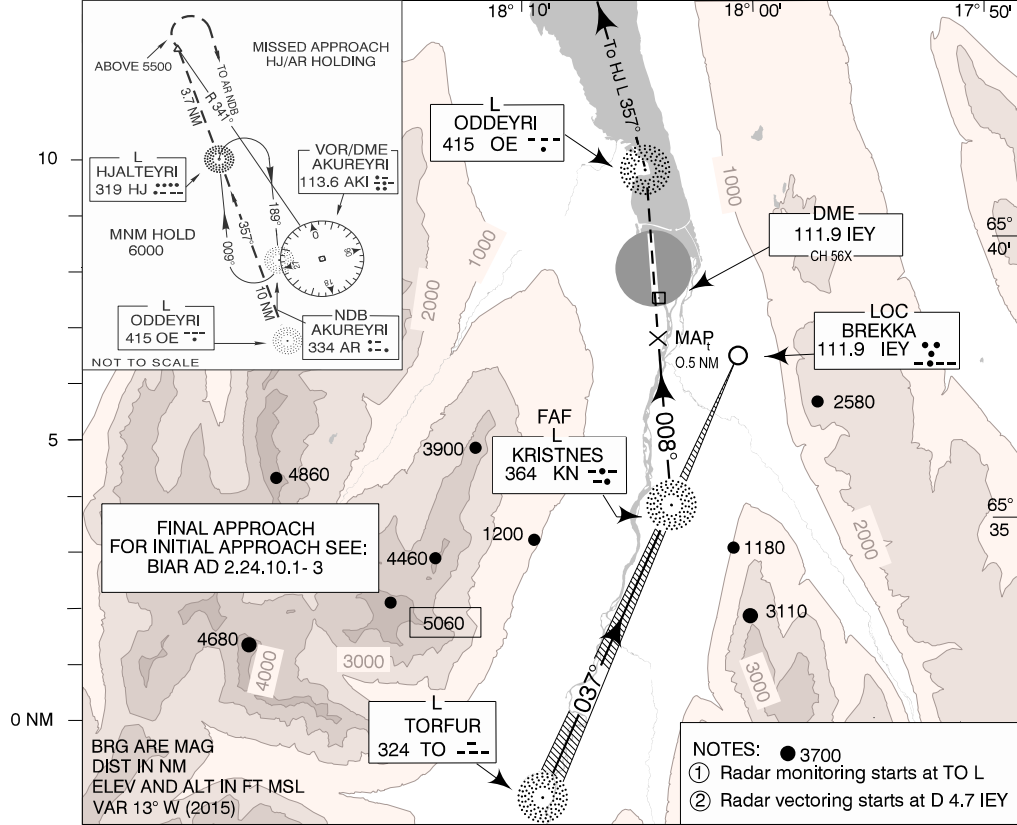 18° 10'
18° 00'
17° 50'
MISSED APPROACH
HJ/AR HOLDING
ABOVE 5500
TO AR NDB
3.7 NM
R 341°
L
HJALTEYRI
319 HJ
VOR/DME
AKUREYRI
113.6 AKI
189°
357°
009°
MNM HOLD
6000
10 NM
L
ODDEYRI
415 OE
NDB
AKUREYRI
334 AR
NOT TO SCALE
To HJ L 357°
L
ODDEYRI
415 OE
10
1000
1000
2000
DME
111.9 IEY
CH 56X
65°
40'
LOC
BREKKA
111.9 IEY
MAPt
0.5 NM
2580
FAF
L
KRISTNES
364 KN
008°
5
3900
4860
65°
35
2000
FINAL APPROACH
FOR INITIAL APPROACH SEE:
BIAR AD 2.24.10.1- 3
1200
1180
4460
5060
3110
4680
4000
3000
3000
037°
0 NM
L
TORFUR
324 TO
BRG ARE MAG
DIST IN NM
ELEV AND ALT IN FT MSL
VAR 13° W (2015)
NOTES:
3700
1 Radar monitoring starts at TO L
2 Radar vectoring starts at D 4.7 IEY